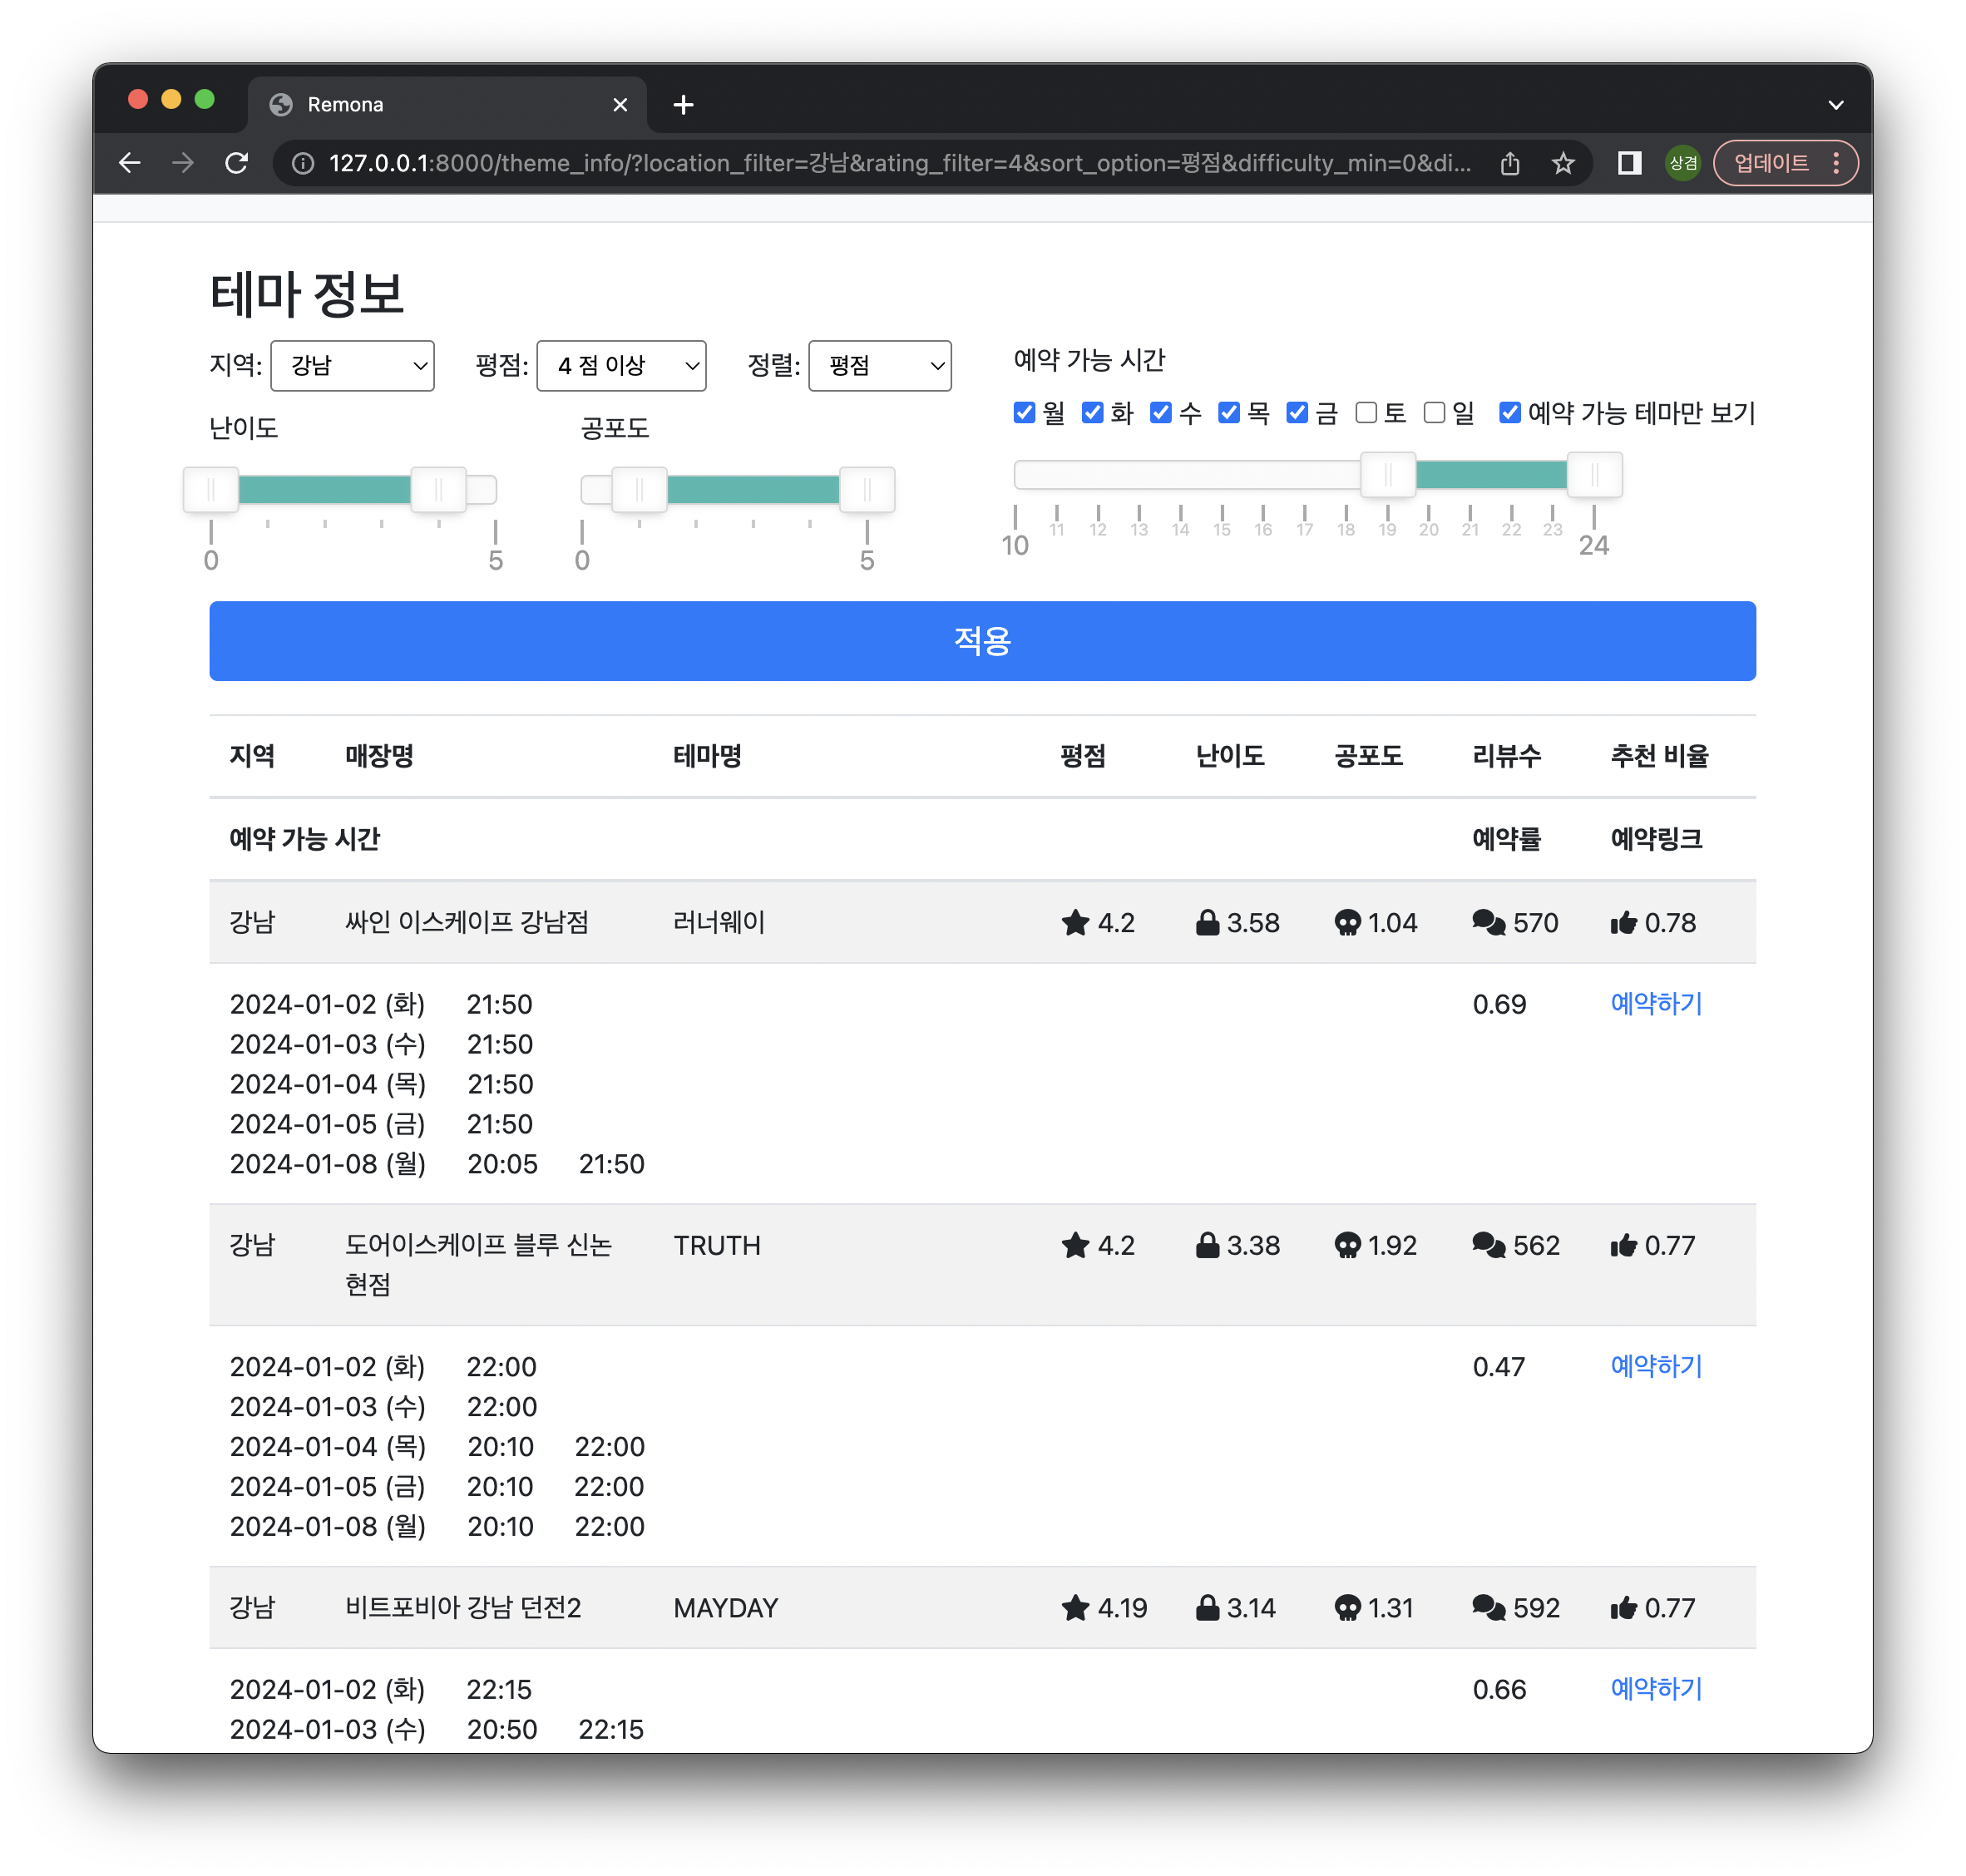 Remona
127.0.0.1:8000/theme_info/?location_filter=강남&rating_filter=4&sort_option=평점&difficulty_min=0&di...
상겸
업데이트
테마 정보
지역: 강남 평점: 4 점 이상 정렬: 평점
예약 가능 시간
월 화 수 목 금 토 일 예약 가능 테마만 보기
난이도 공포도
0 5 0 5
10 11 12 13 14 15 16 17 18 19 20 21 22 23 24
적용
지역 매장명 테마명 평점 난이도 공포도 리뷰수 추천 비율
예약 가능 시간 예약률 예약링크
강남 싸인 이스케이프 강남점 러너웨이 4.2 3.58 1.04 570 0.78
2024-01-02 (화) 21:50 0.69 예약하기
2024-01-03 (수) 21:50
2024-01-04 (목) 21:50
2024-01-05 (금) 21:50
2024-01-08 (월) 20:05 21:50
강남 도어이스케이프 블루 신논 TRUTH 4.2 3.38 1.92 562 0.77
현점
2024-01-02 (화) 22:00 0.47 예약하기
2024-01-03 (수) 22:00
2024-01-04 (목) 20:10 22:00
2024-01-05 (금) 20:10 22:00
2024-01-08 (월) 20:10 22:00
강남 비트포비아 강남 던전2 MAYDAY 4.19 3.14 1.31 592 0.77
2024-01-02 (화) 22:15 0.66 예약하기
2024-01-03 (수) 20:50 22:15